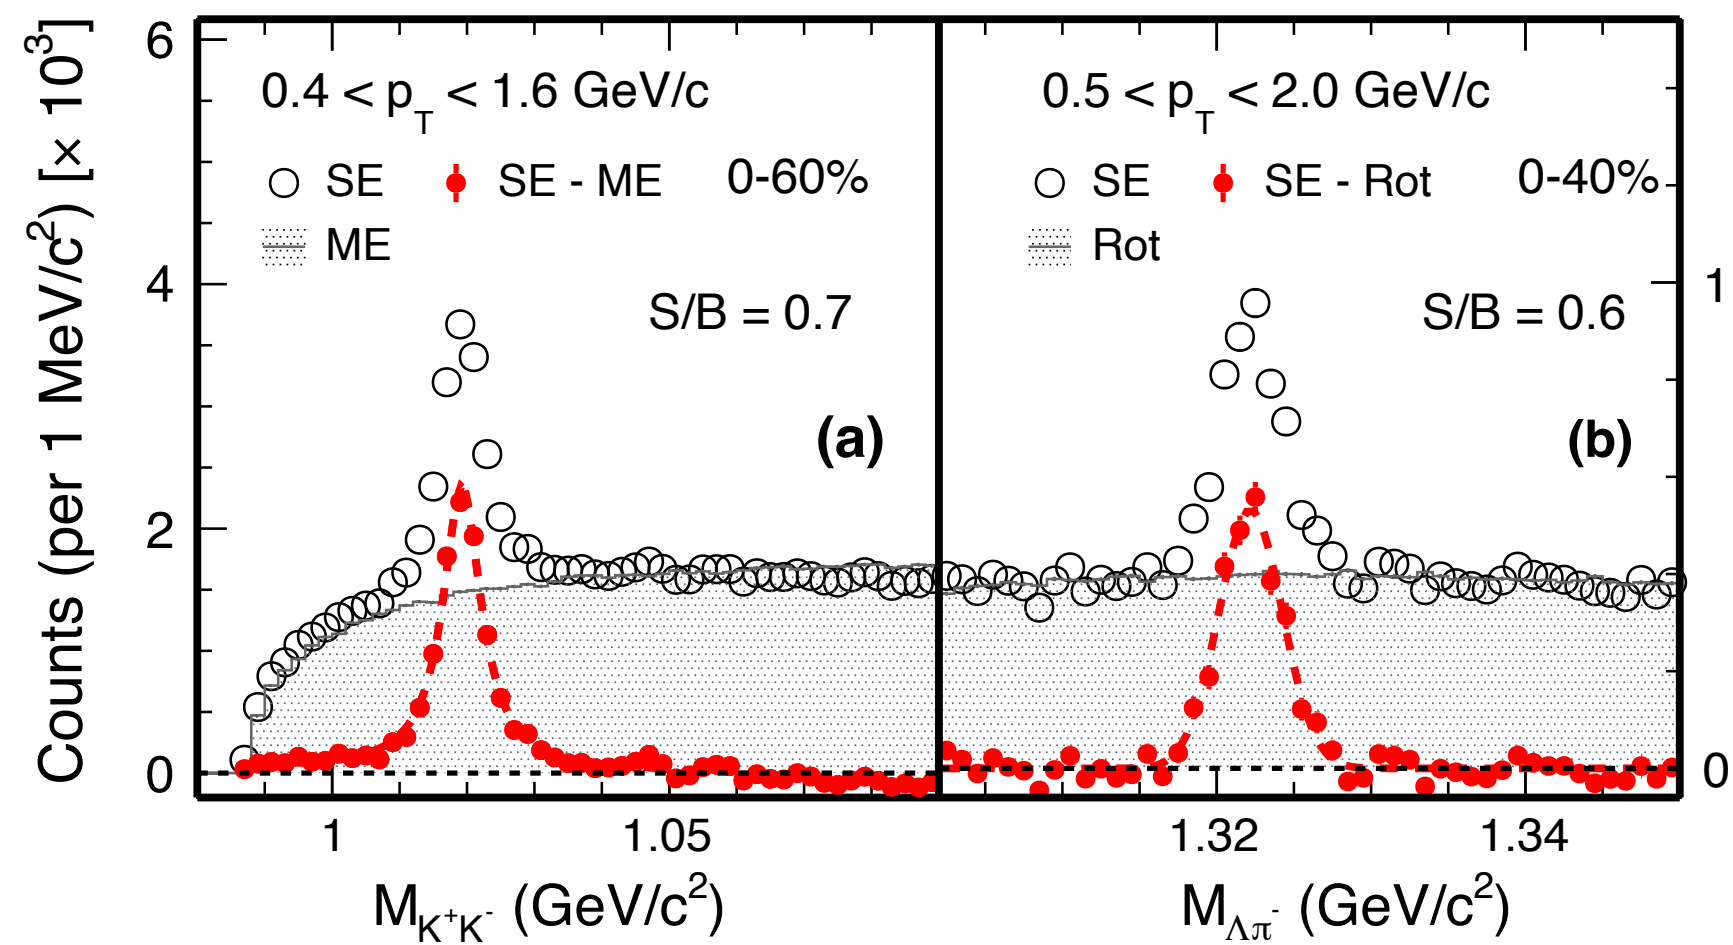 Counts (per 1 MeV/c²) [× 10³]
6
4
2
0
0.4 < p_T < 1.6 GeV/c
SE
SE - ME
0-60%
ME
S/B = 0.7
(a)
1
1.05
M_K⁺K⁻ (GeV/c²)
0.5 < p_T < 2.0 GeV/c
SE
SE - Rot
0-40%
Rot
S/B = 0.6
(b)
1
0
1.32
1.34
M_Λπ⁻ (GeV/c²)